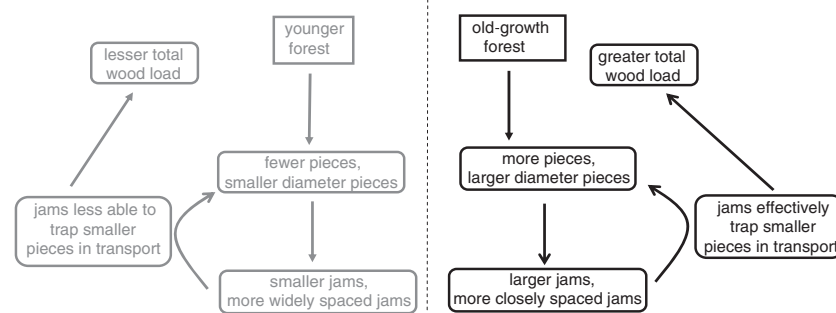 younger
forest
lesser total
wood load
fewer pieces,
smaller diameter pieces
jams less able to
trap smaller
pieces in transport
smaller jams,
more widely spaced jams
old-growth
forest
greater total
wood load
more pieces,
larger diameter pieces
jams effectively
trap smaller
pieces in transport
larger jams,
more closely spaced jams